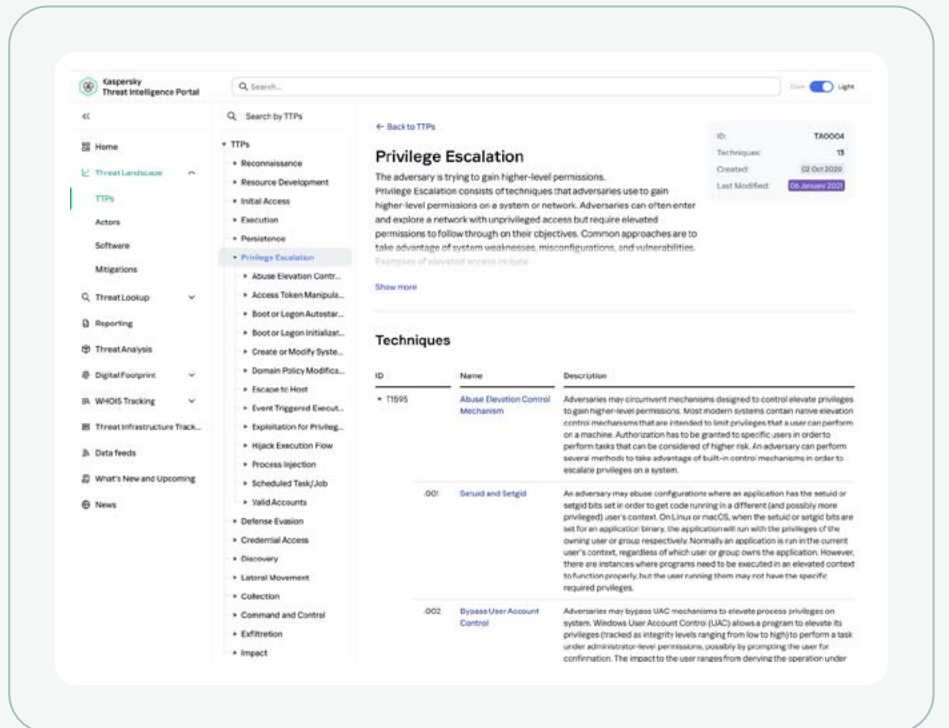 Kaspersky
Threat Intelligence Portal
Search...
Dark
Light
Home
Threat Landscape
TTPs
Actors
Software
Mitigations
Threat Lookup
Reporting
Threat Analysis
Digital Footprint
WHOIS Tracking
Threat Infrastructure Track...
Data feeds
What's New and Upcoming
News
Search by TTPs
TTPs
Reconnaissance
Resource Development
Initial Access
Execution
Persistence
Privilege Escalation
Abuse Elevation Contr...
Access Token Manipula...
Boot or Logon Autostar...
Boot or Logon Initializat...
Create or Modify Syste...
Domain Policy Modifica...
Escape to Host
Event Triggered Execut...
Exploitation for Privileg...
Hijack Execution Flow
Process Injection
Scheduled Task/Job
Valid Accounts
Defense Evasion
Credential Access
Discovery
Lateral Movement
Collection
Command and Control
Exfiltretion
Impact
← Back to TTPs
Privilege Escalation
The adversary is trying to gain higher-level permissions.
Privilege Escalation consists of techniques that adversaries use to gain
higher-level permissions on a system or network. Adversaries can often enter
and explore a network with unprivileged access but require elevated
permissions to follow through on their objectives. Common approaches are to
take advantage of system weaknesses, misconfigurations, and vulnerabilities.
Examples of elevated access include:
Show more
ID: TA0004
Techniques: 13
Created: 02 Oct 2020
Last Modified: 06 January 2021
Techniques
ID Name Description
T1595 Abuse Elevation Control
Mechanism
Adversaries may circumvent mechanisms designed to control elevate privileges
to gain higher-level permissions. Most modern systems contain native elevation
control mechanisms that are intended to limit privileges that a user can perform
on a machine. Authorization has to be granted to specific users in order to
perform tasks that can be considered of higher risk. An adversary can perform
several methods to take advantage of built-in control mechanisms in order to
escalate privileges on a system.
.001 Setuid and Setgid
An adversary may abuse configurations where an application has the setuid or
setgid bits set in order to get code running in a different (and possibly more
privileged) user's context. On Linux or macOS, when the setuid or setgid bits are
set for an application binary, the application will run with the privileges of the
owning user or group respectively. Normally an application is run in the current
user's context, regardless of which user or group owns the application. However,
there are instances where programs need to be executed in an elevated context
to function properly, but the user running them may not have the specific
required privileges.
.002 Bypass User Account
Control
Adversaries may bypass UAC mechanisms to elevate process privileges on
system. Windows User Account Control (UAC) allows a program to elevate its
privileges (tracked as integrity levels ranging from low to high) to perform a task
under administrator-level permissions, possibly by prompting the user for
confirmation. The impact to the user ranges from denying the operation under